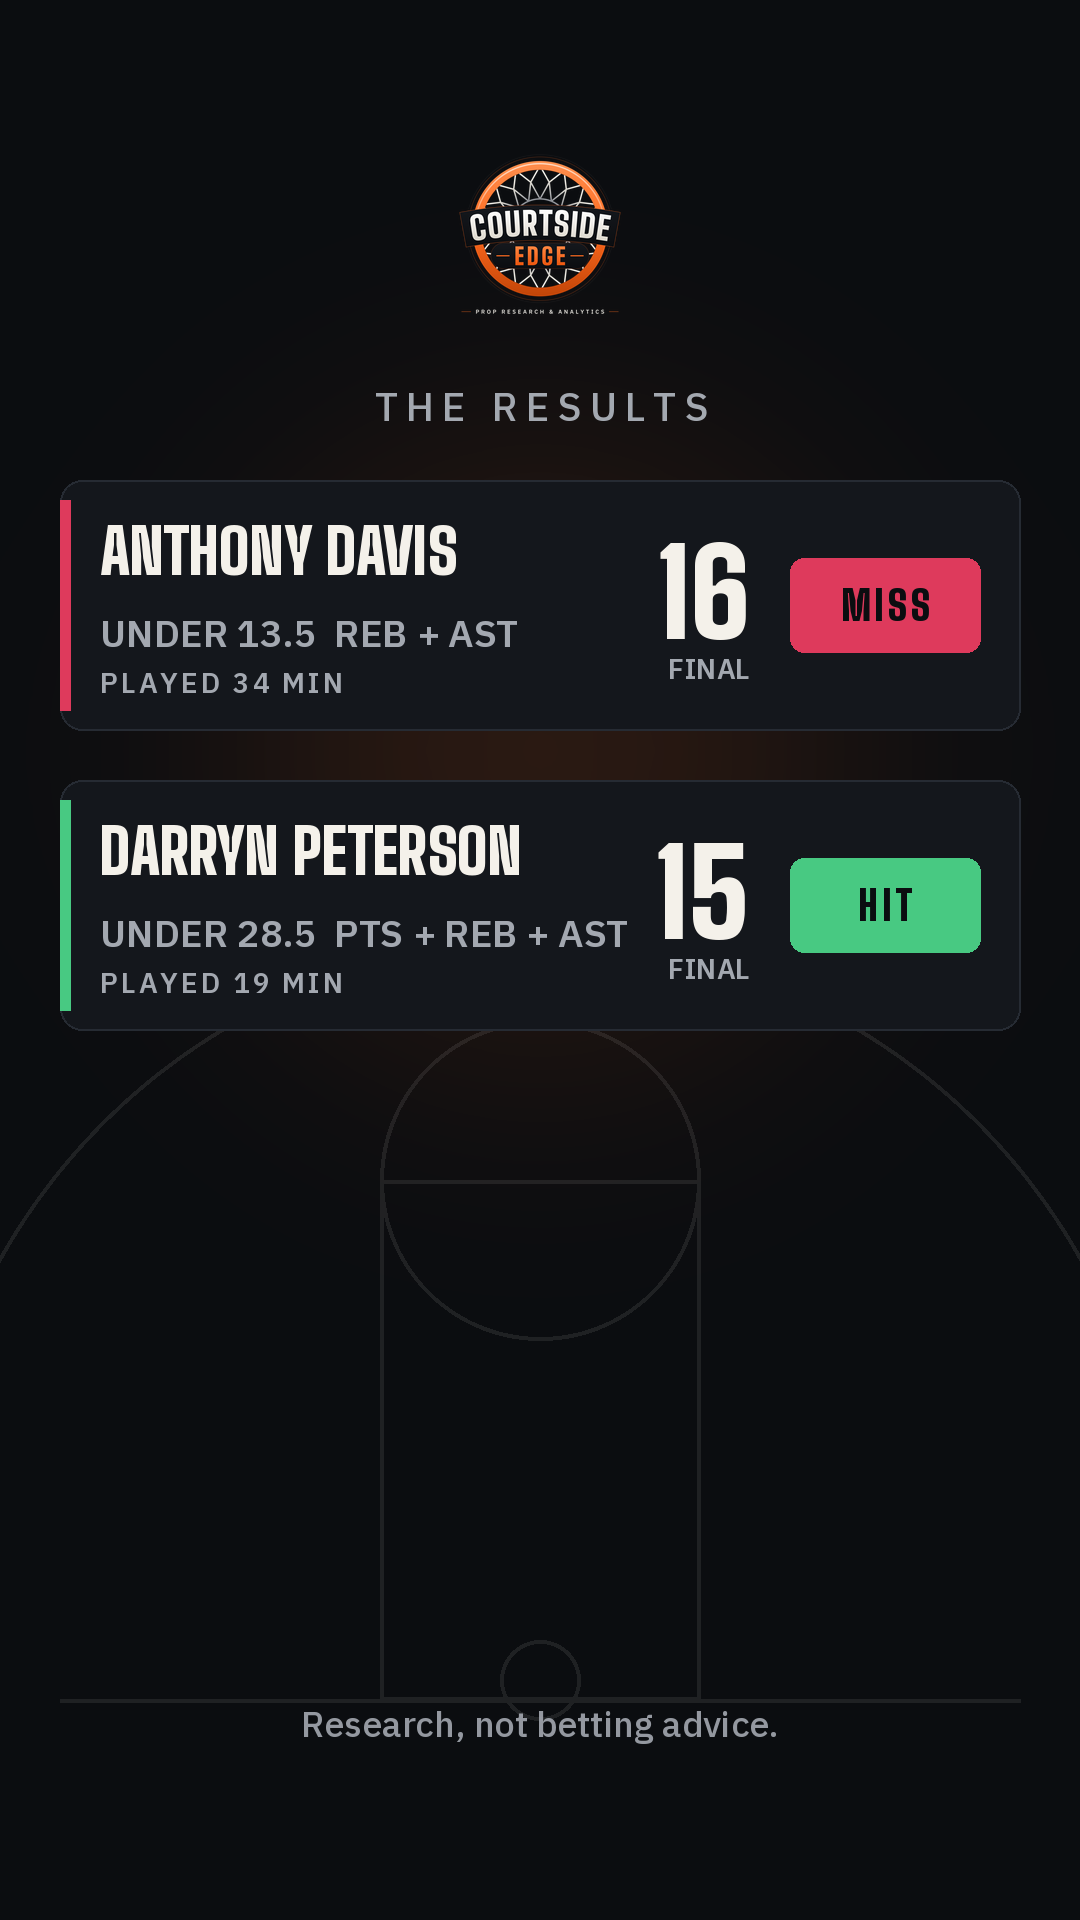 COURTSIDE
EDGE
PROP RESEARCH & ANALYTICS
THE RESULTS
ANTHONY DAVIS
UNDER 13.5 REB + AST
PLAYED 34 MIN
16
FINAL
MISS
DARRYN PETERSON
UNDER 28.5 PTS + REB + AST
PLAYED 19 MIN
15
FINAL
HIT
Research, not betting advice.